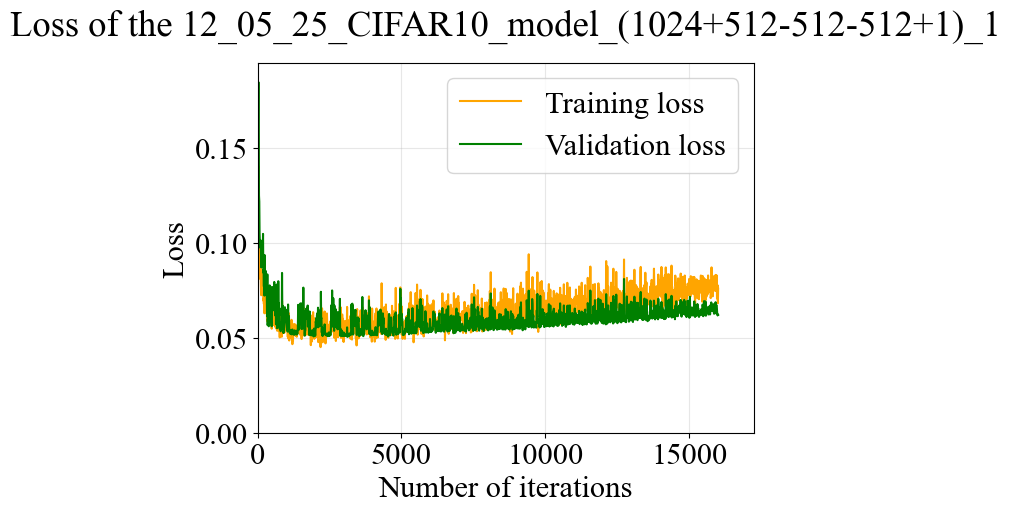 Loss of the 12_05_25_CIFAR10_model_(1024+512-512-512+1)_1
Training loss
Validation loss
Loss
0.15
0.10
0.05
0.00
0
5000
10000
15000
Number of iterations